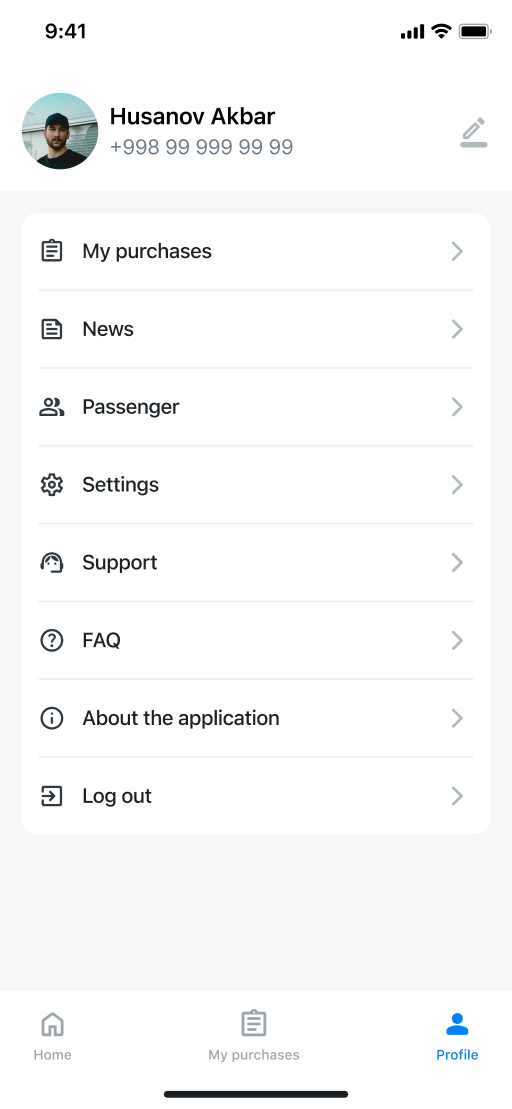 9:41
Husanov Akbar
+998 99 999 99 99
My purchases
News
Passenger
Settings
Support
FAQ
About the application
Log out
Home
My purchases
Profile